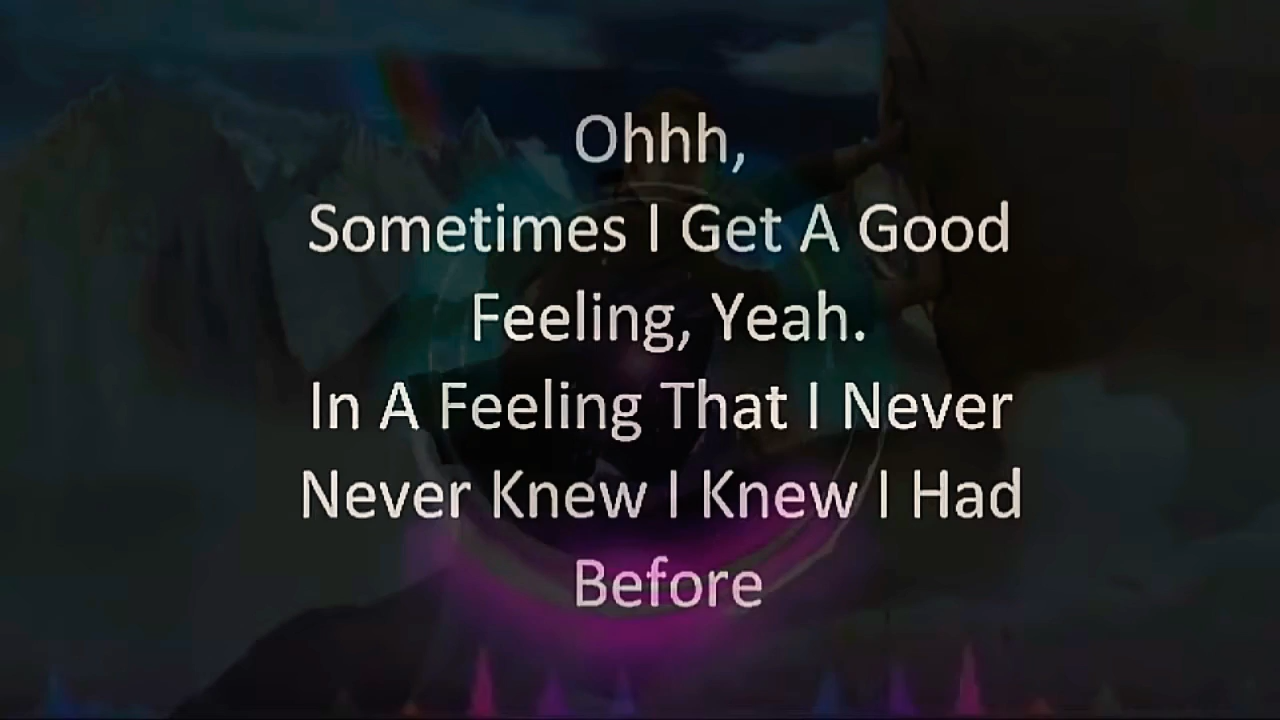 Ohhh,
Sometimes I Get A Good
Feeling, Yeah.
In A Feeling That I Never
Never Knew I Knew I Had
Before